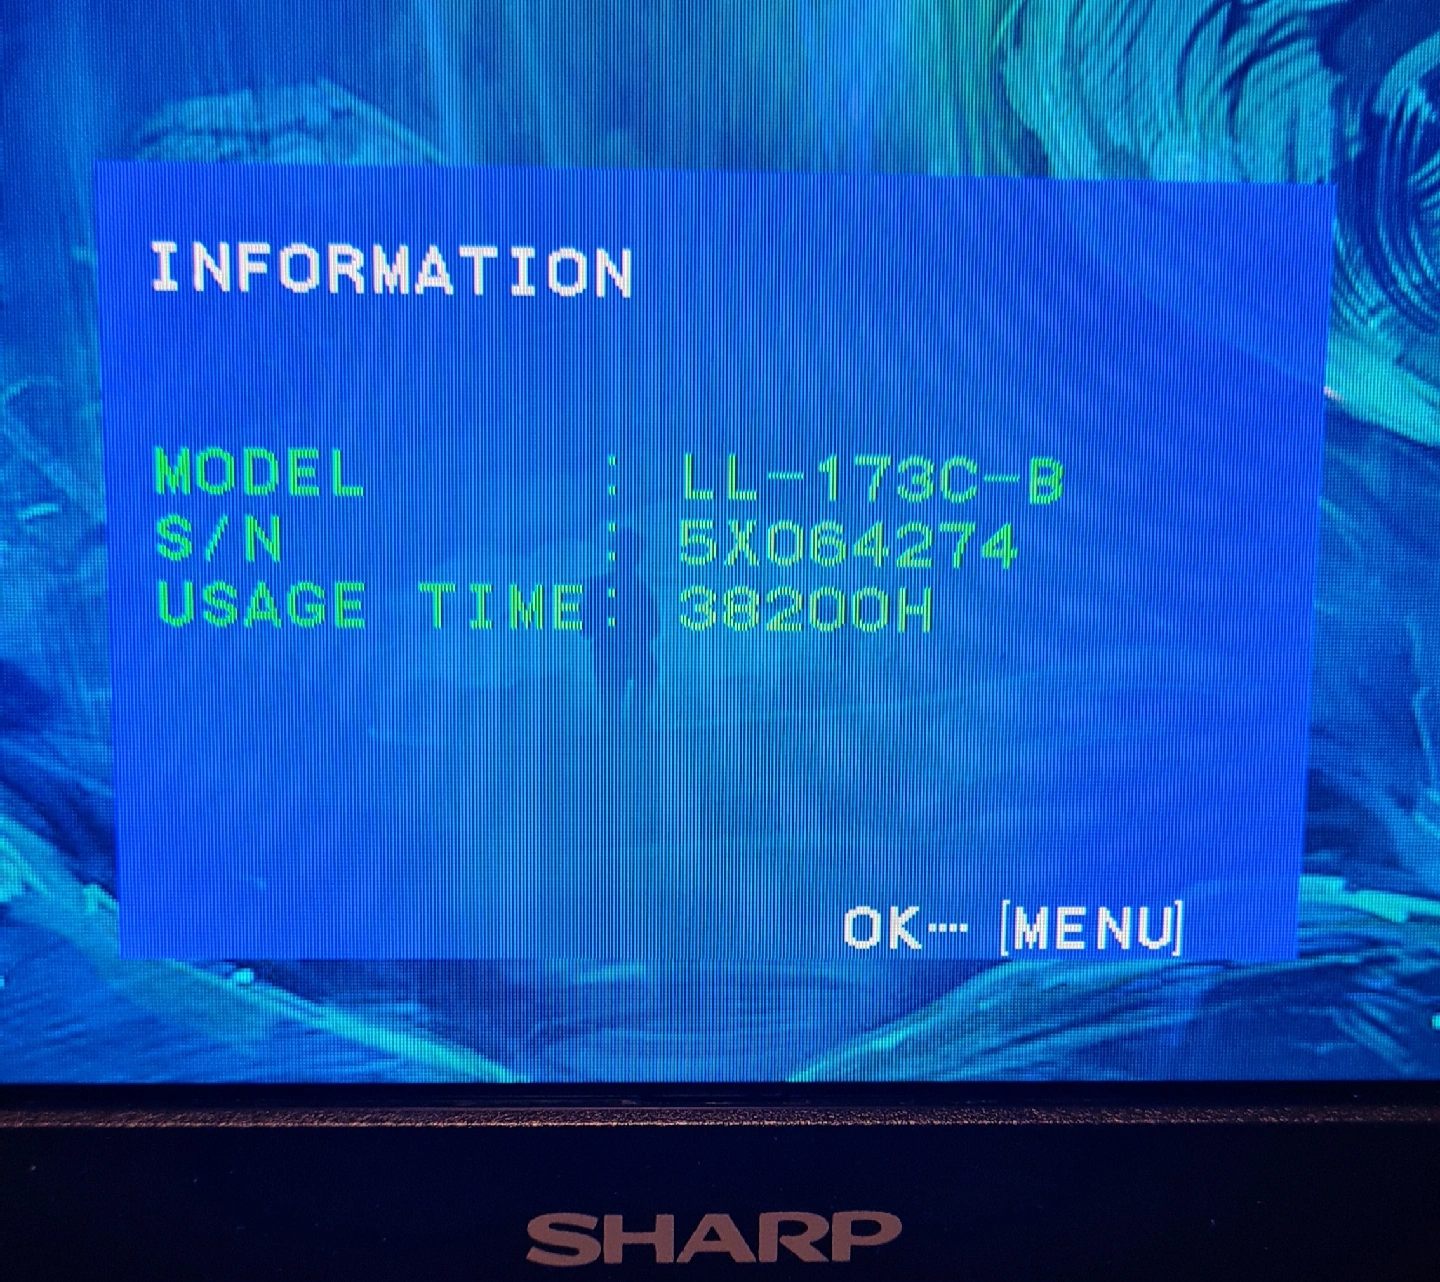 INFORMATION
MODEL : LL-173C-B
S/N : 5X064274
USAGE TIME: 38200H
OK···· [MENU]
SHARP